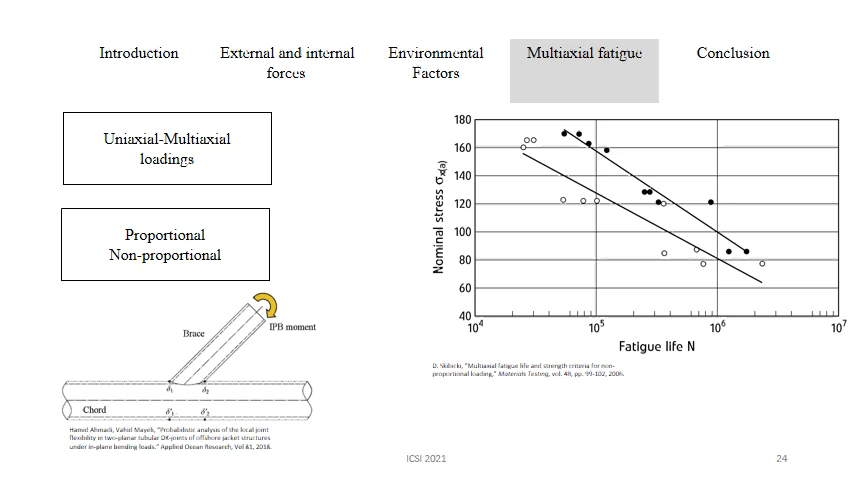 Introduction
External and internal
forces
Environmental
Factors
Multiaxial fatigue
Conclusion
Uniaxial-Multiaxial
loadings
Proportional
Non-proportional
Brace
IPB moment
δ1
δ2
Chord
δ'1
δ'2
Hamid Ahmadi, Vahid Mayeli, "Probabilistic analysis of the local joint
flexibility in two-planar tubular DK-joints of offshore jacket structures
under in-plane bending loads." Applied Ocean Research, Vol 81, 2018.
Nominal stress σx(a)
180
160
140
120
100
80
60
40
10⁴
10⁵
10⁶
10⁷
Fatigue life N
D. Skibicki, "Multiaxial fatigue life and strength criteria for non-
proportional loading," Materials Testing, vol. 48, pp. 99-102, 2006.
ICSI 2021
24